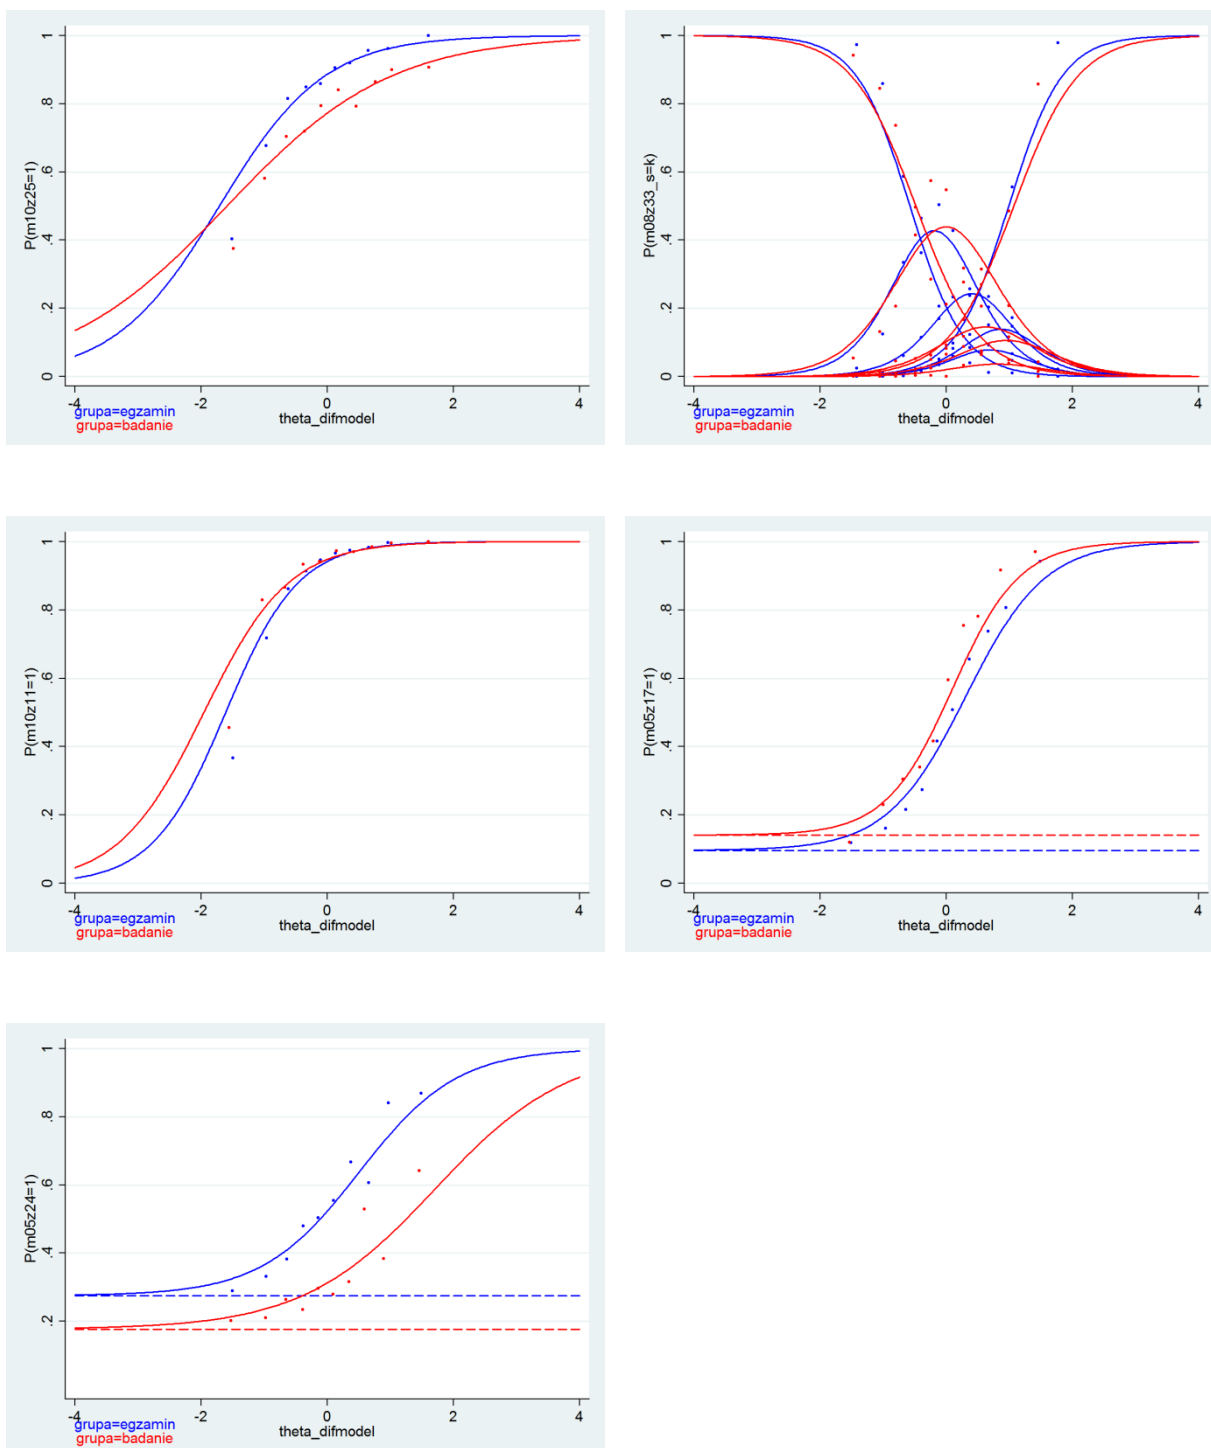 P(m10z25=1)
1
.8
.6
.4
.2
0
-4 -2 0 2 4
theta_difmodel
grupa=egzamin
grupa=badanie
P(m08z33_s=k)
1
.8
.6
.4
.2
0
-4 -2 0 2 4
theta_difmodel
grupa=egzamin
grupa=badanie
P(m10z11=1)
1
.8
.6
.4
.2
0
-4 -2 0 2 4
theta_difmodel
grupa=egzamin
grupa=badanie
P(m05z17=1)
1
.8
.6
.4
.2
0
-4 -2 0 2 4
theta_difmodel
grupa=egzamin
grupa=badanie
P(m05z24=1)
1
.8
.6
.4
.2
-4 -2 0 2 4
theta_difmodel
grupa=egzamin
grupa=badanie